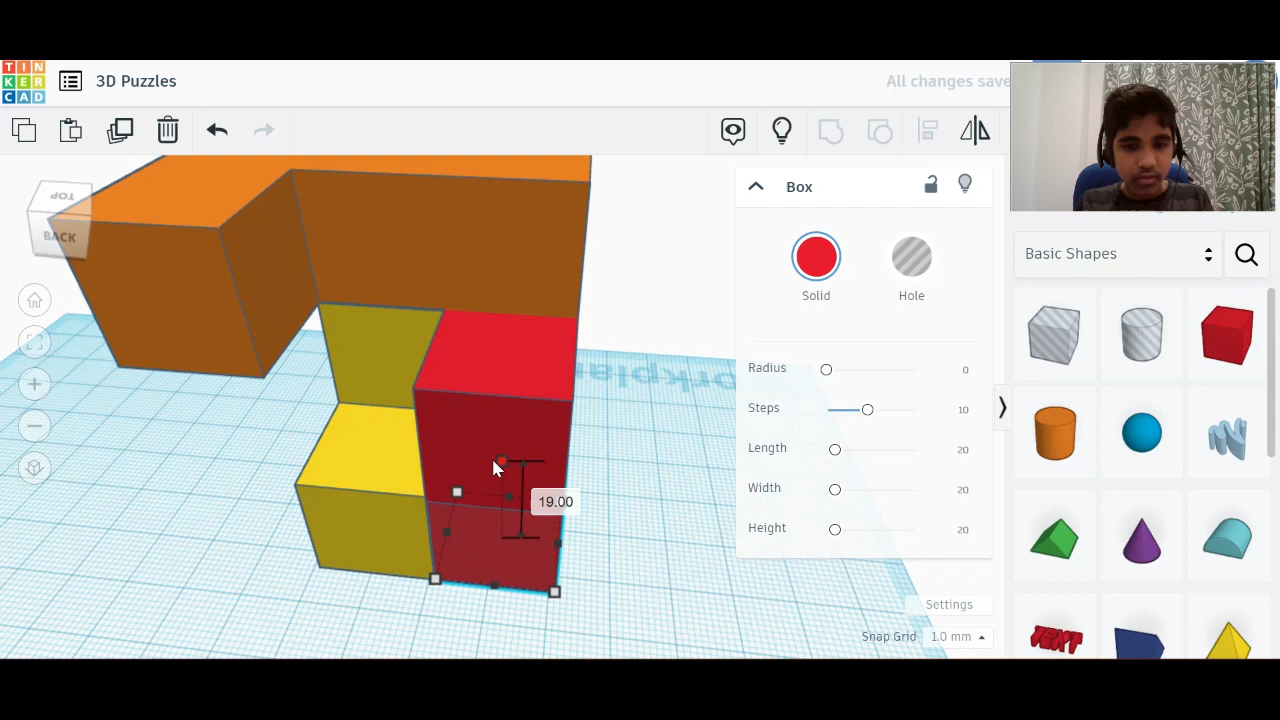 TIN
KER
CAD
3D Puzzles
All changes save
TOP
BACK
Box
Solid
Hole
Radius
0
Steps
10
Length
20
Width
20
Height
20
19.00
Settings
Snap Grid
1.0 mm
Basic Shapes
TEXT